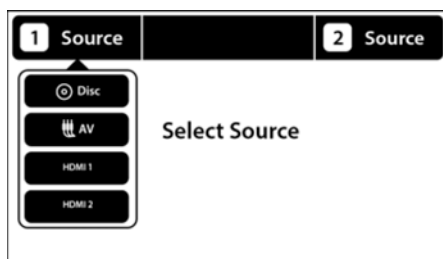 1 Source
2 Source
Disc
AV
Select Source
HDMI 1
HDMI 2